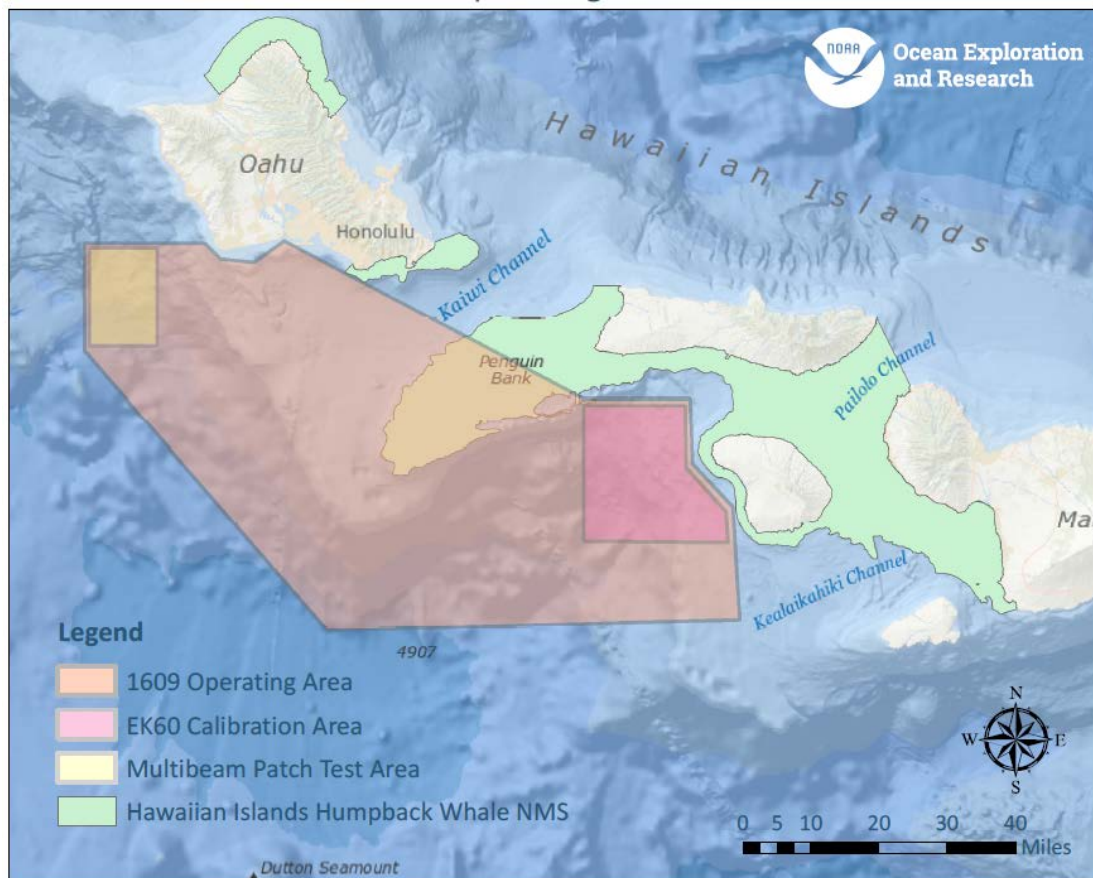 NOAA
Ocean Exploration
and Research
Hawaiian Islands
Oahu
Honolulu
Kaiwi Channel
Penguin
Bank
Pailolo Channel
Kealaikahiki Channel
4907
Legend
1609 Operating Area
EK60 Calibration Area
Multibeam Patch Test Area
Hawaiian Islands Humpback Whale NMS
N
W E
S
0 5 10 20 30 40
Miles
Dutton Seamount